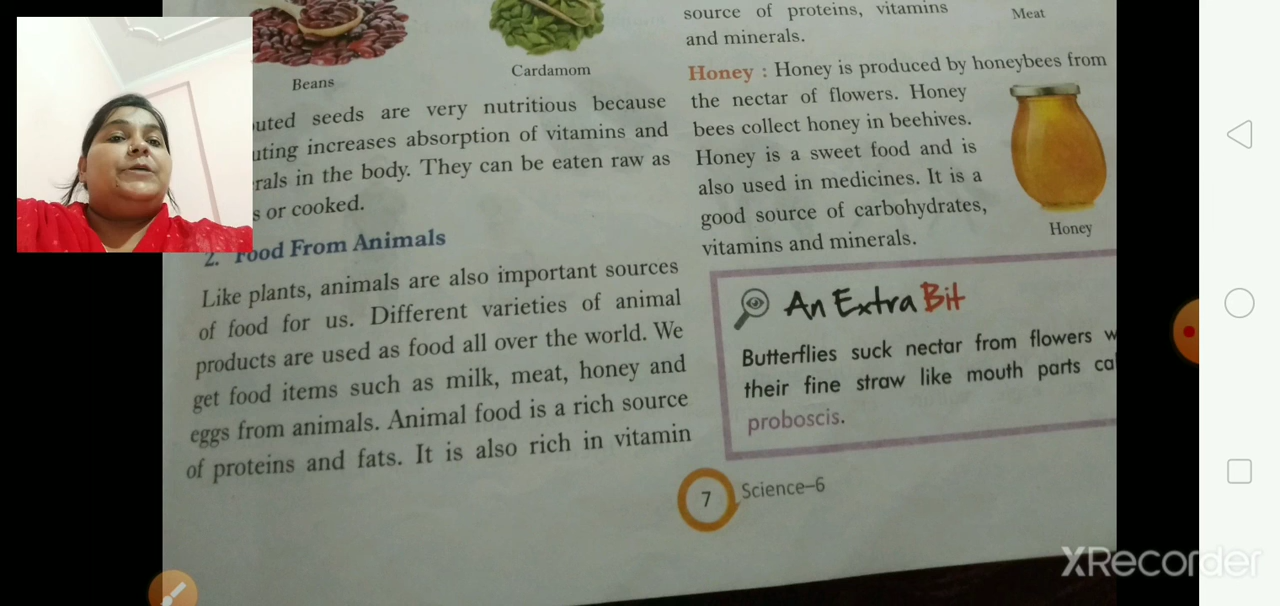 Beans
Cardamom
seeds are very nutritious because
increases absorption of vitamins and
in the body. They can be eaten raw as
or cooked.
2. Food From Animals
Like plants, animals are also important sources
of food for us. Different varieties of animal
products are used as food all over the world. We
get food items such as milk, meat, honey and
eggs from animals. Animal food is a rich source
of proteins and fats. It is also rich in vitamin
source of proteins, vitamins
and minerals.
Meat
Honey : Honey is produced by honeybees from
the nectar of flowers. Honey
bees collect honey in beehives.
Honey is a sweet food and is
also used in medicines. It is a
good source of carbohydrates,
vitamins and minerals.
Honey
An Extra Bit
Butterflies suck nectar from flowers
their fine straw like mouth parts
proboscis.
7
Science–6
XRecorder